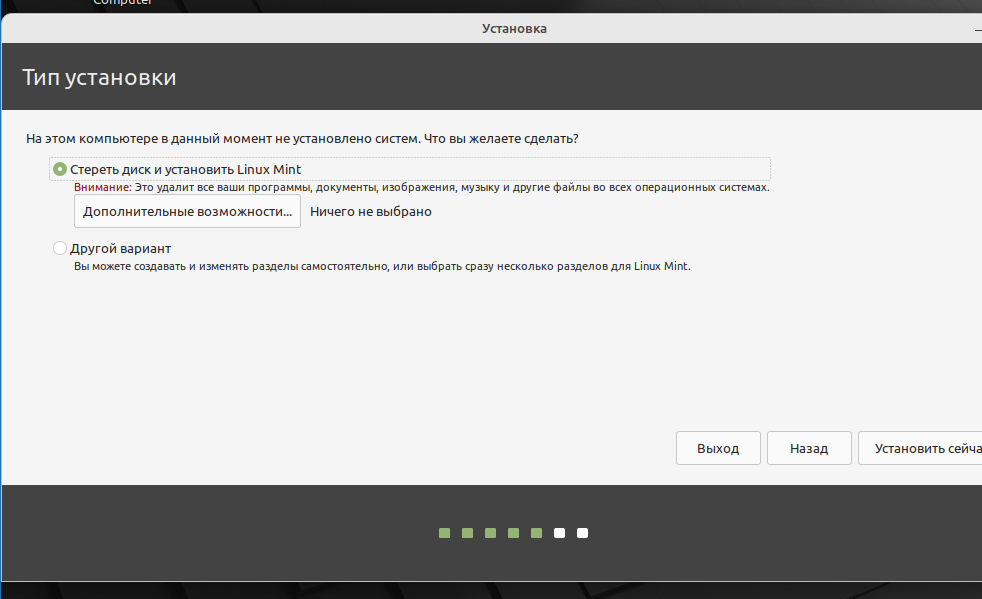 Computer
Установка
Тип установки
На этом компьютере в данный момент не установлено систем. Что вы желаете сделать?
Стереть диск и установить Linux Mint
Внимание: Это удалит все ваши программы, документы, изображения, музыку и другие файлы во всех операционных системах.
Дополнительные возможности... Ничего не выбрано
Другой вариант
Вы можете создавать и изменять разделы самостоятельно, или выбрать сразу несколько разделов для Linux Mint.
Выход Назад Установить сейча